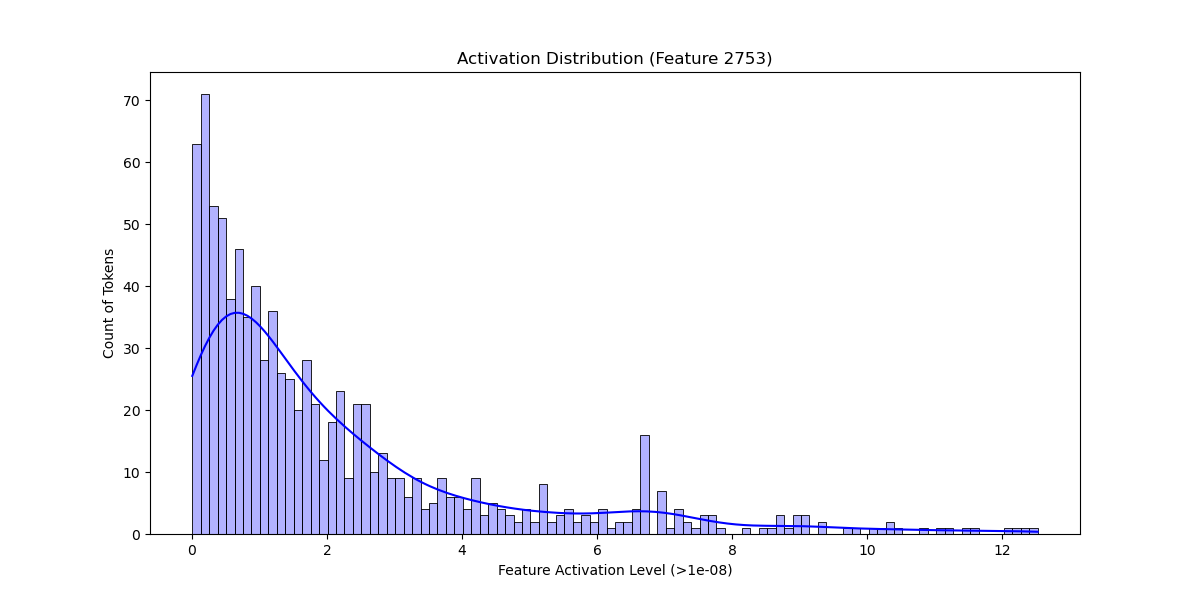 Activation Distribution (Feature 2753)
70
60
50
40
30
20
10
0
Count of Tokens
0 2 4 6 8 10 12
Feature Activation Level (>1e-08)